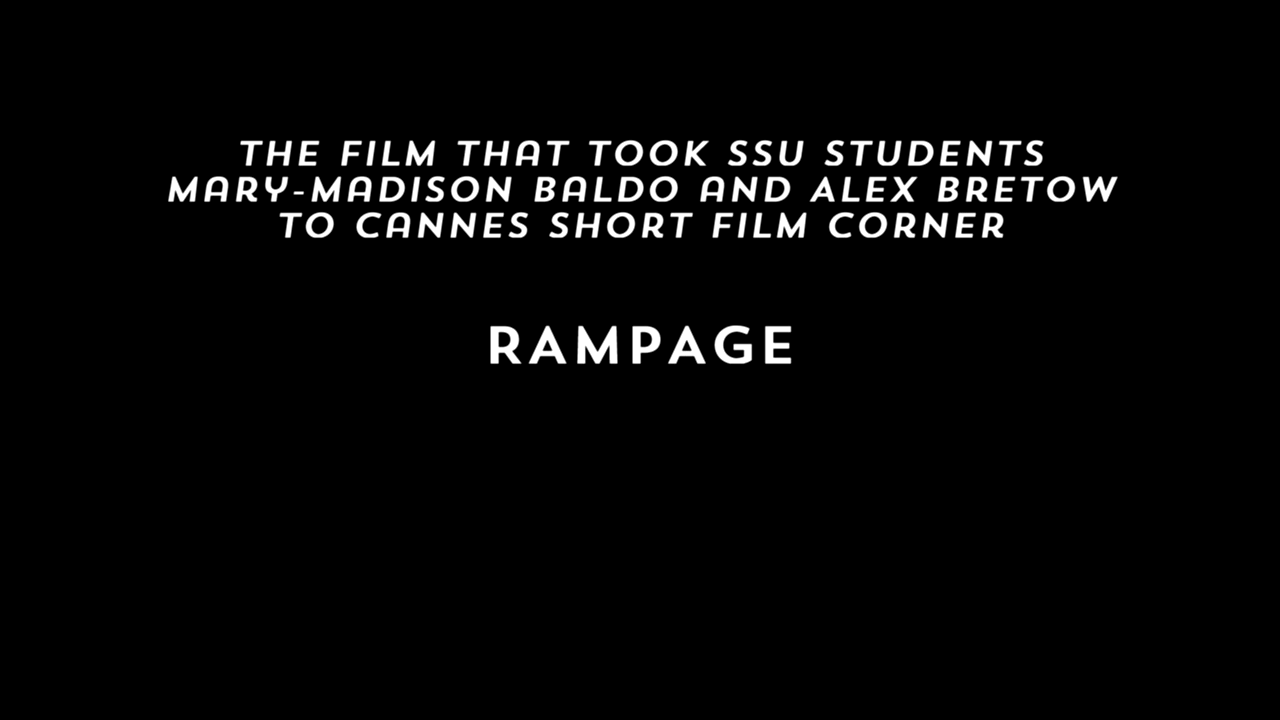 THE FILM THAT TOOK SSU STUDENTS
MARY-MADISON BALDO AND ALEX BRETOW
TO CANNES SHORT FILM CORNER
RAMPAGE